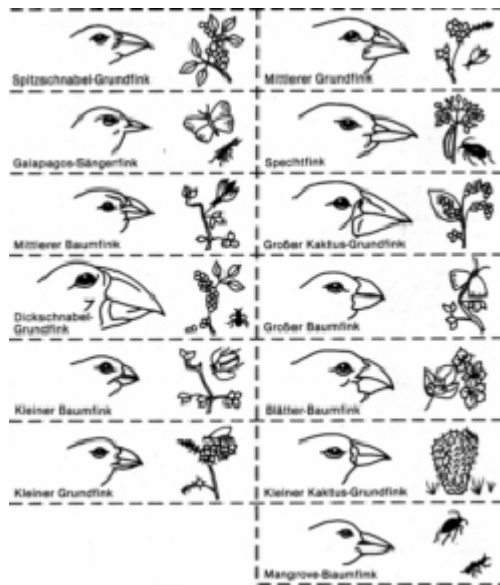 Spitzschnabel-Grundfink
Mittlerer Grundfink
Galapagos-Sängerfink
Spechtfink
Mittlerer Baumfink
Großer Kaktus-Grundfink
Dickschnabel-
Grundfink
Großer Baumfink
Kleiner Baumfink
Blätter-Baumfink
Kleiner Grundfink
Kleiner Kaktus-Grundfink
Mangrove-Baumfink